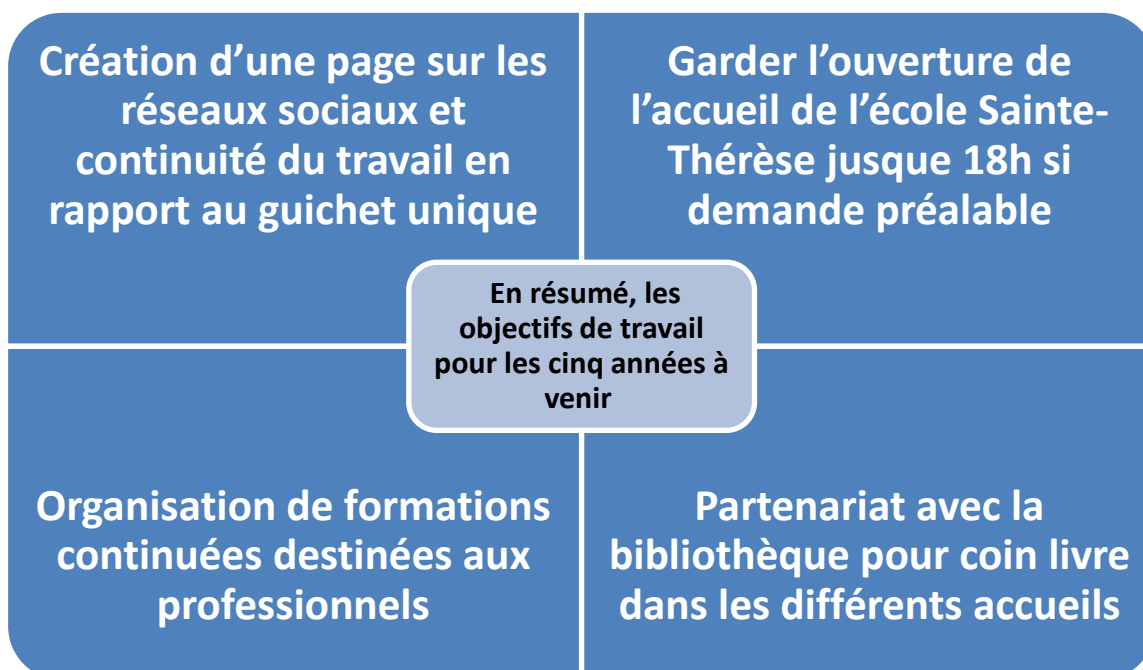 Création d’une page sur les
réseaux sociaux et
continuité du travail en
rapport au guichet unique
Garder l’ouverture de
l’accueil de l’école Sainte-
Thérèse jusque 18h si
demande préalable
En résumé, les
objectifs de travail
pour les cinq années à
venir
Organisation de formations
continuées destinées aux
professionnels
Partenariat avec la
bibliothèque pour coin livre
dans les différents accueils